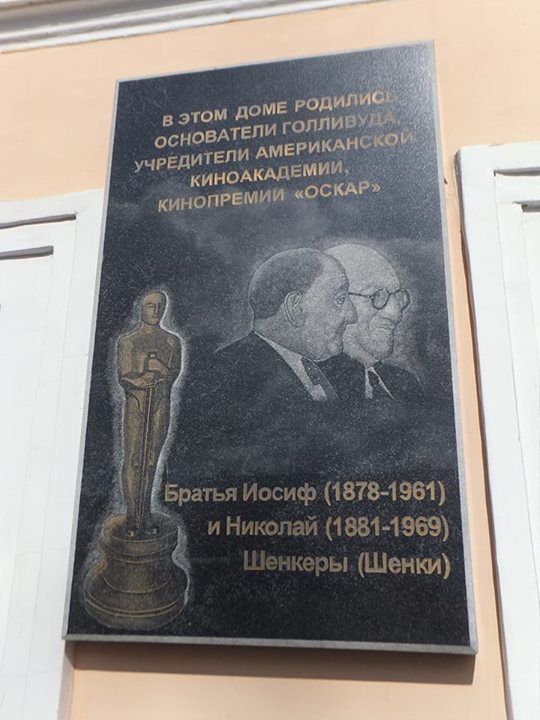 В ЭТОМ ДОМЕ РОДИЛИСЬ
ОСНОВАТЕЛИ ГОЛЛИВУДА,
УЧРЕДИТЕЛИ АМЕРИКАНСКОЙ
КИНОАКАДЕМИИ,
КИНОПРЕМИИ «ОСКАР»
Братья Иосиф (1878-1961)
и Николай (1881-1969)
Шенкеры (Шенки)